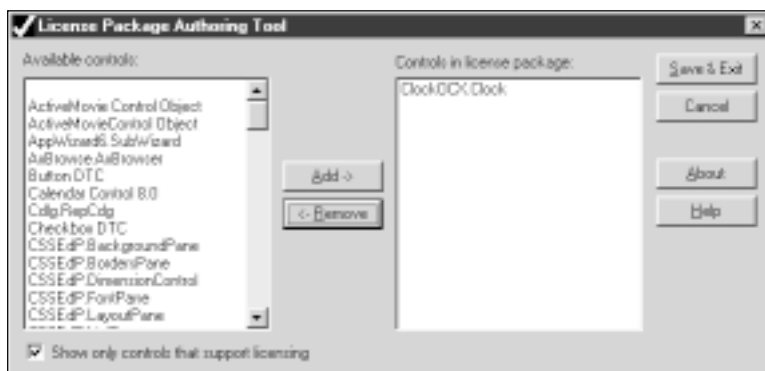 License Package Authoring Tool
Available controls:
ActiveMovie Control Object
ActiveMovieControl Object
AppWizard6.SubWizard
AxBrowse.AxBrowser
Button DTC
Calendar Control 8.0
Cdlg.RepCdg
Checkbox DTC
CSSEdP.BackgroundPane
CSSEdP.BordersPane
CSSEdP.DimensionControl
CSSEdP.FontPane
CSSEdP.LayoutPane
Add ->
<- Remove
Controls in license package:
ClockOCX.Clock
Save & Exit
Cancel
About
Help
Show only controls that support licensing